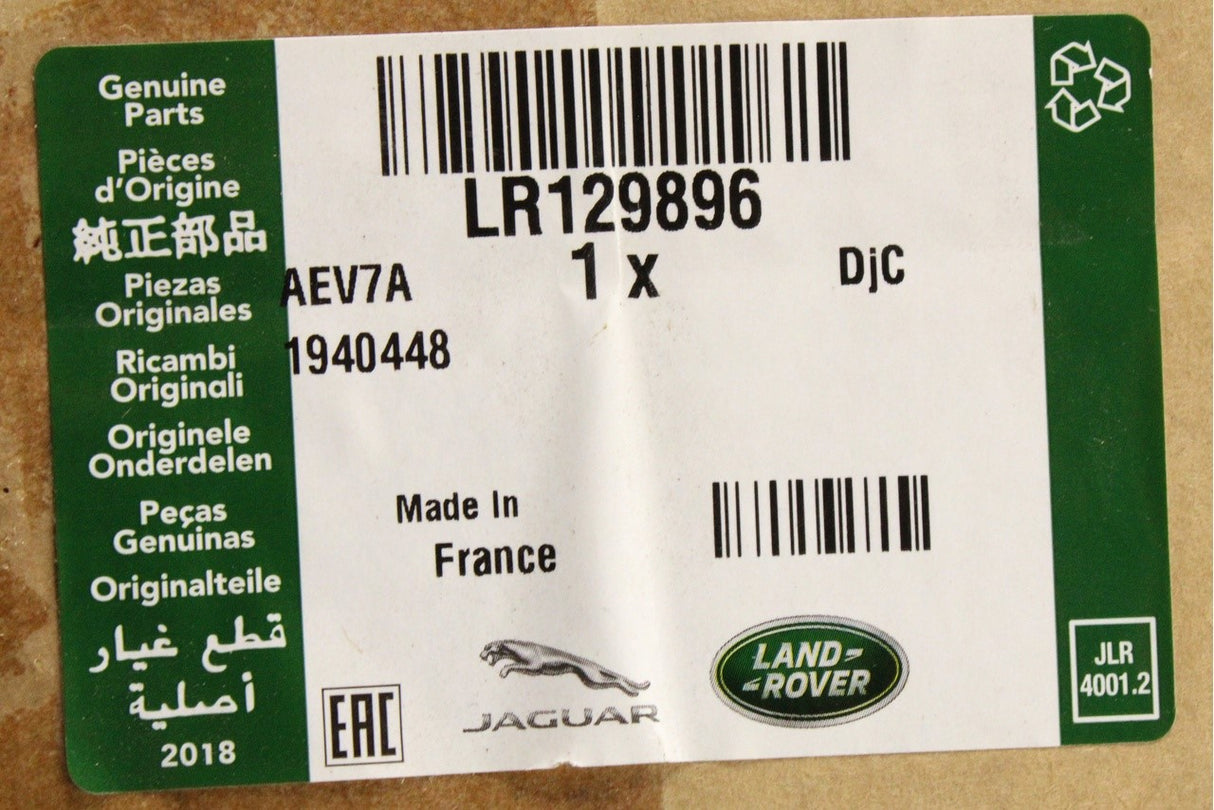 Genuine
Parts
Pièces
d'Origine
純正部品
Piezas
Originales
Ricambi
Originali
Originele
Onderdelen
Peças
Genuinas
Originalteile
قطع غيار
أصلية
2018
LR129896
1 x
DjC
AEV7A
1940448
Made In
France
EAC
JAGUAR
LAND-
-ROVER
JLR
4001.2